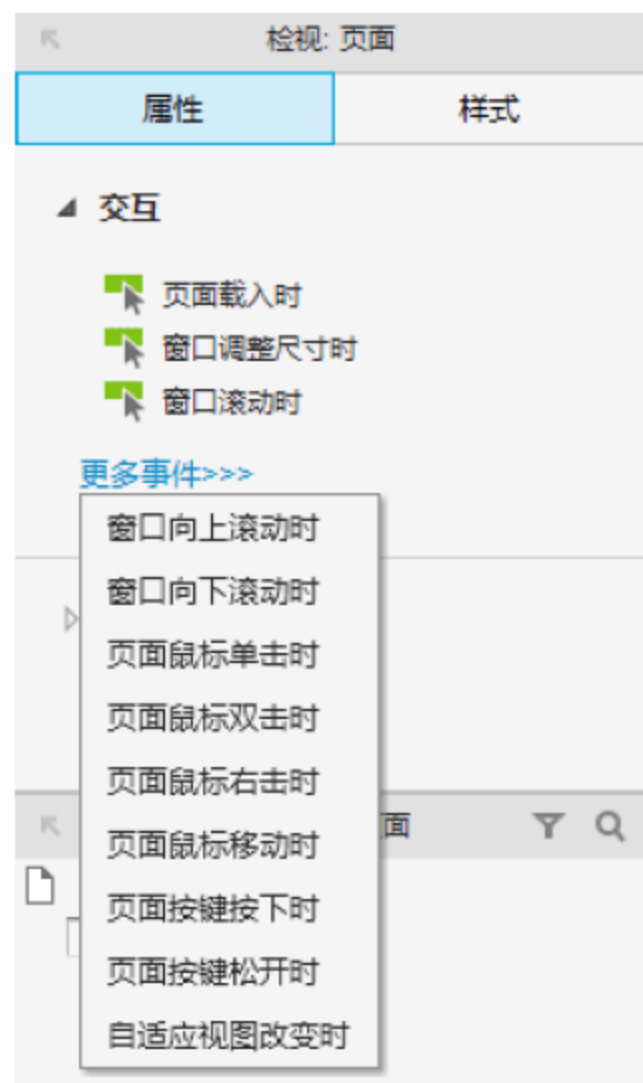 检视: 页面
属性 样式
交互
页面载入时
窗口调整尺寸时
窗口滚动时
更多事件>>>
窗口向上滚动时
窗口向下滚动时
页面鼠标单击时
页面鼠标双击时
页面鼠标右击时
面
页面鼠标移动时
页面按键按下时
页面按键松开时
自适应视图改变时